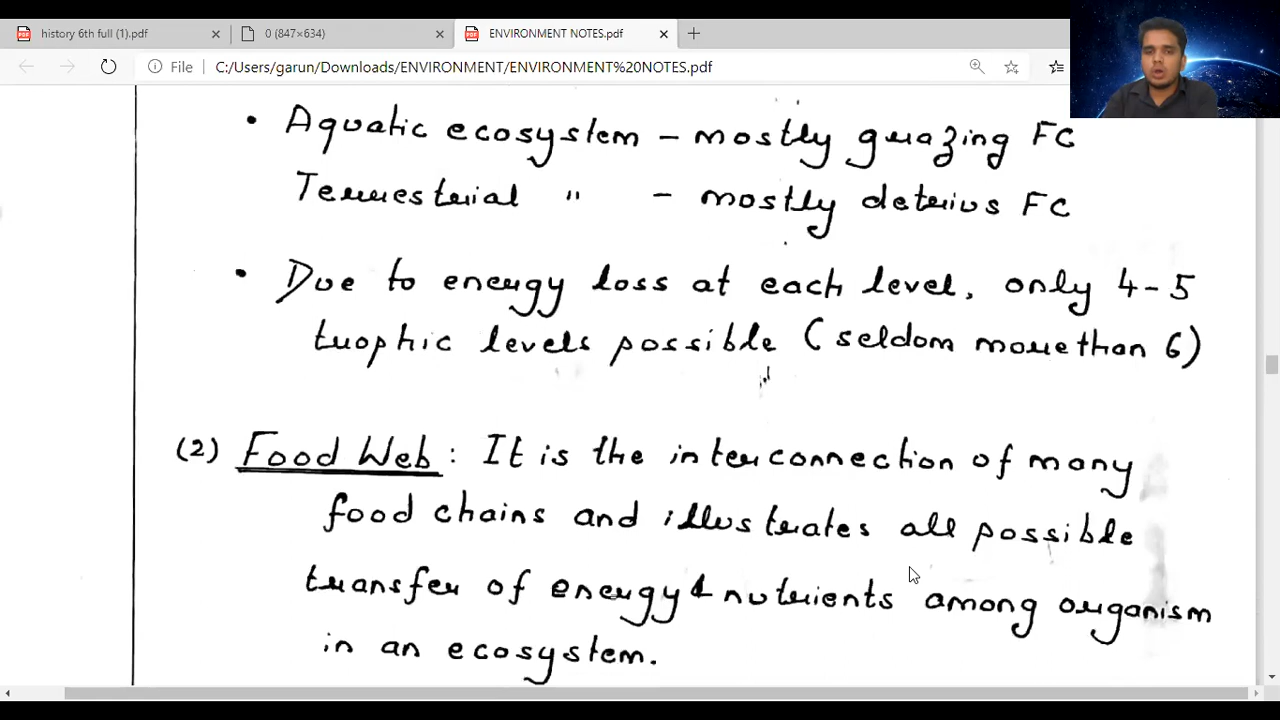 history 6th full (1).pdf
0 (847×634)
ENVIRONMENT NOTES.pdf
File C:/Users/garun/Downloads/ENVIRONMENT/ENVIRONMENT%20NOTES.pdf
• Aquatic ecosystem - mostly grazing FC
Terrestrial " - mostly detrius FC
• Due to energy loss at each level, only 4-5
trophic levels possible (seldom more than 6)
(2) Food Web: It is the interconnection of many
food chains and illustrates all possible
transfer of energy & nutrients among organism
in an ecosystem.